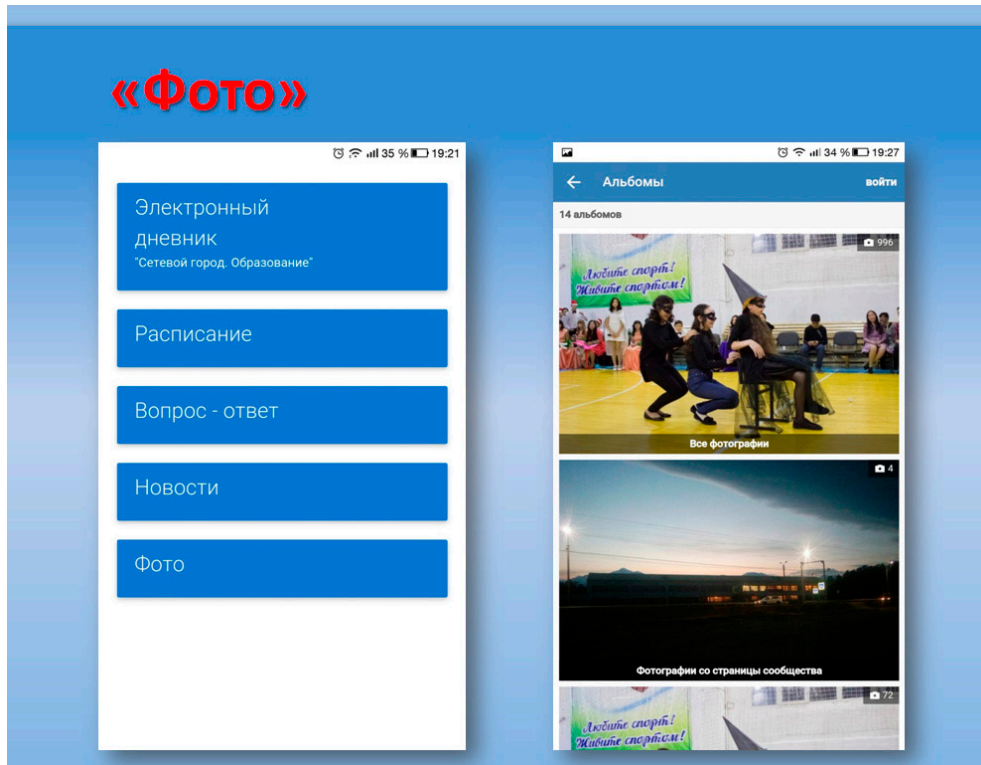 «Фото»
35 % 19:21
Электронный
дневник
"Сетевой город. Образование"
Расписание
Вопрос - ответ
Новости
Фото
34 % 19:27
Альбомы
войти
14 альбомов
996
Любите спорт!
Живите спортом!
Все фотографии
4
Фотографии со страницы сообщества
72
Любите спорт!
Живите спортом!